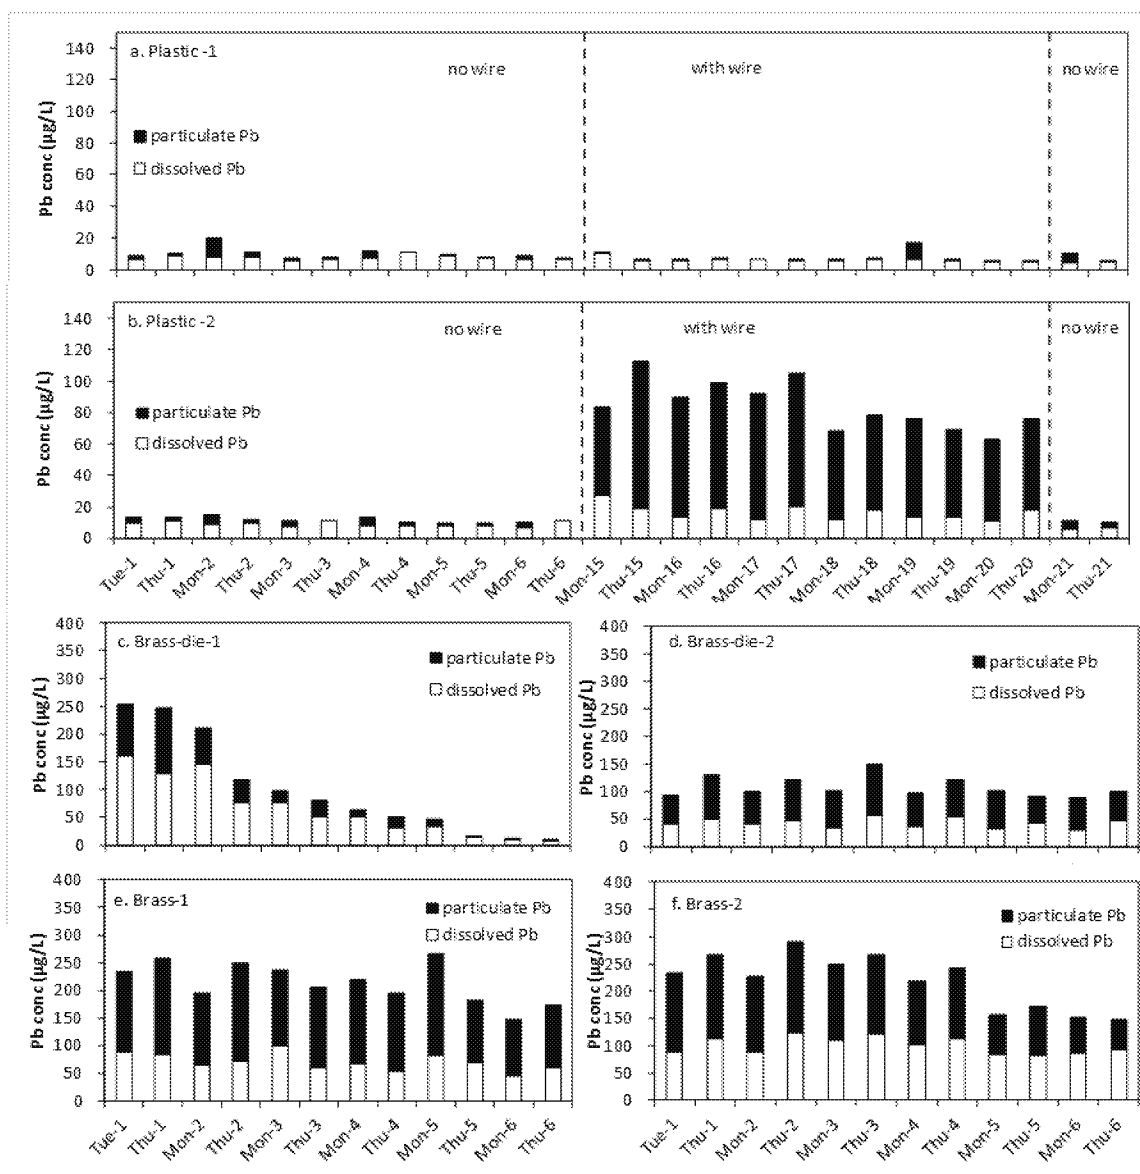 a. Plastic -1
no wire
with wire
no wire
Pb conc (µg/L)
140
120
100
80
60
40
20
0
particulate Pb
dissolved Pb
b. Plastic -2
no wire
with wire
no wire
Pb conc (µg/L)
140
120
100
80
60
40
20
0
particulate Pb
dissolved Pb
Tue-1
Thu-1
Mon-2
Thu-2
Mon-3
Thu-3
Mon-4
Thu-4
Mon-5
Thu-5
Mon-6
Thu-6
Mon-15
Thu-15
Mon-16
Thu-16
Mon-17
Thu-17
Mon-18
Thu-18
Mon-19
Thu-19
Mon-20
Thu-20
Mon-21
Thu-21
c. Brass-die-1
particulate Pb
dissolved Pb
Pb conc (µg/L)
400
350
300
250
200
150
100
50
0
d. Brass-die-2
particulate Pb
dissolved Pb
Pb conc (µg/L)
400
350
300
250
200
150
100
50
0
e. Brass-1
particulate Pb
dissolved Pb
Pb conc (µg/L)
400
350
300
250
200
150
100
50
0
Tue-1
Thu-1
Mon-2
Thu-2
Mon-3
Thu-3
Mon-4
Thu-4
Mon-5
Thu-5
Mon-6
Thu-6
f. Brass-2
particulate Pb
dissolved Pb
Pb conc (µg/L)
400
350
300
250
200
150
100
50
0
Tue-1
Thu-1
Mon-2
Thu-2
Mon-3
Thu-3
Mon-4
Thu-4
Mon-5
Thu-5
Mon-6
Thu-6